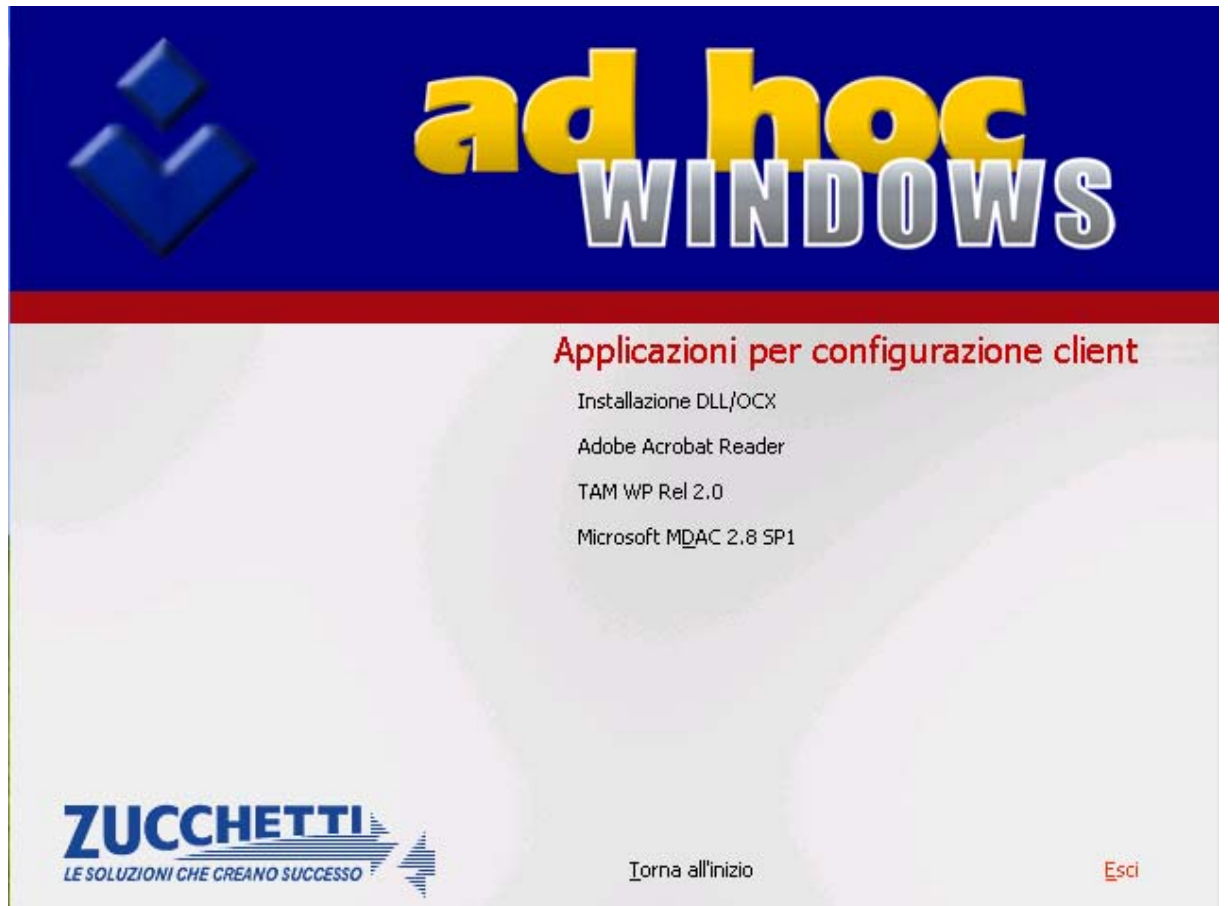 ad hoc
WINDOWS
Applicazioni per configurazione client
Installazione DLL/OCX
Adobe Acrobat Reader
TAM WP Rel 2.0
Microsoft MDAC 2.8 SP1
ZUCCHETTI
LE SOLUZIONI CHE CREANO SUCCESSO
Torna all'inizio
Esci